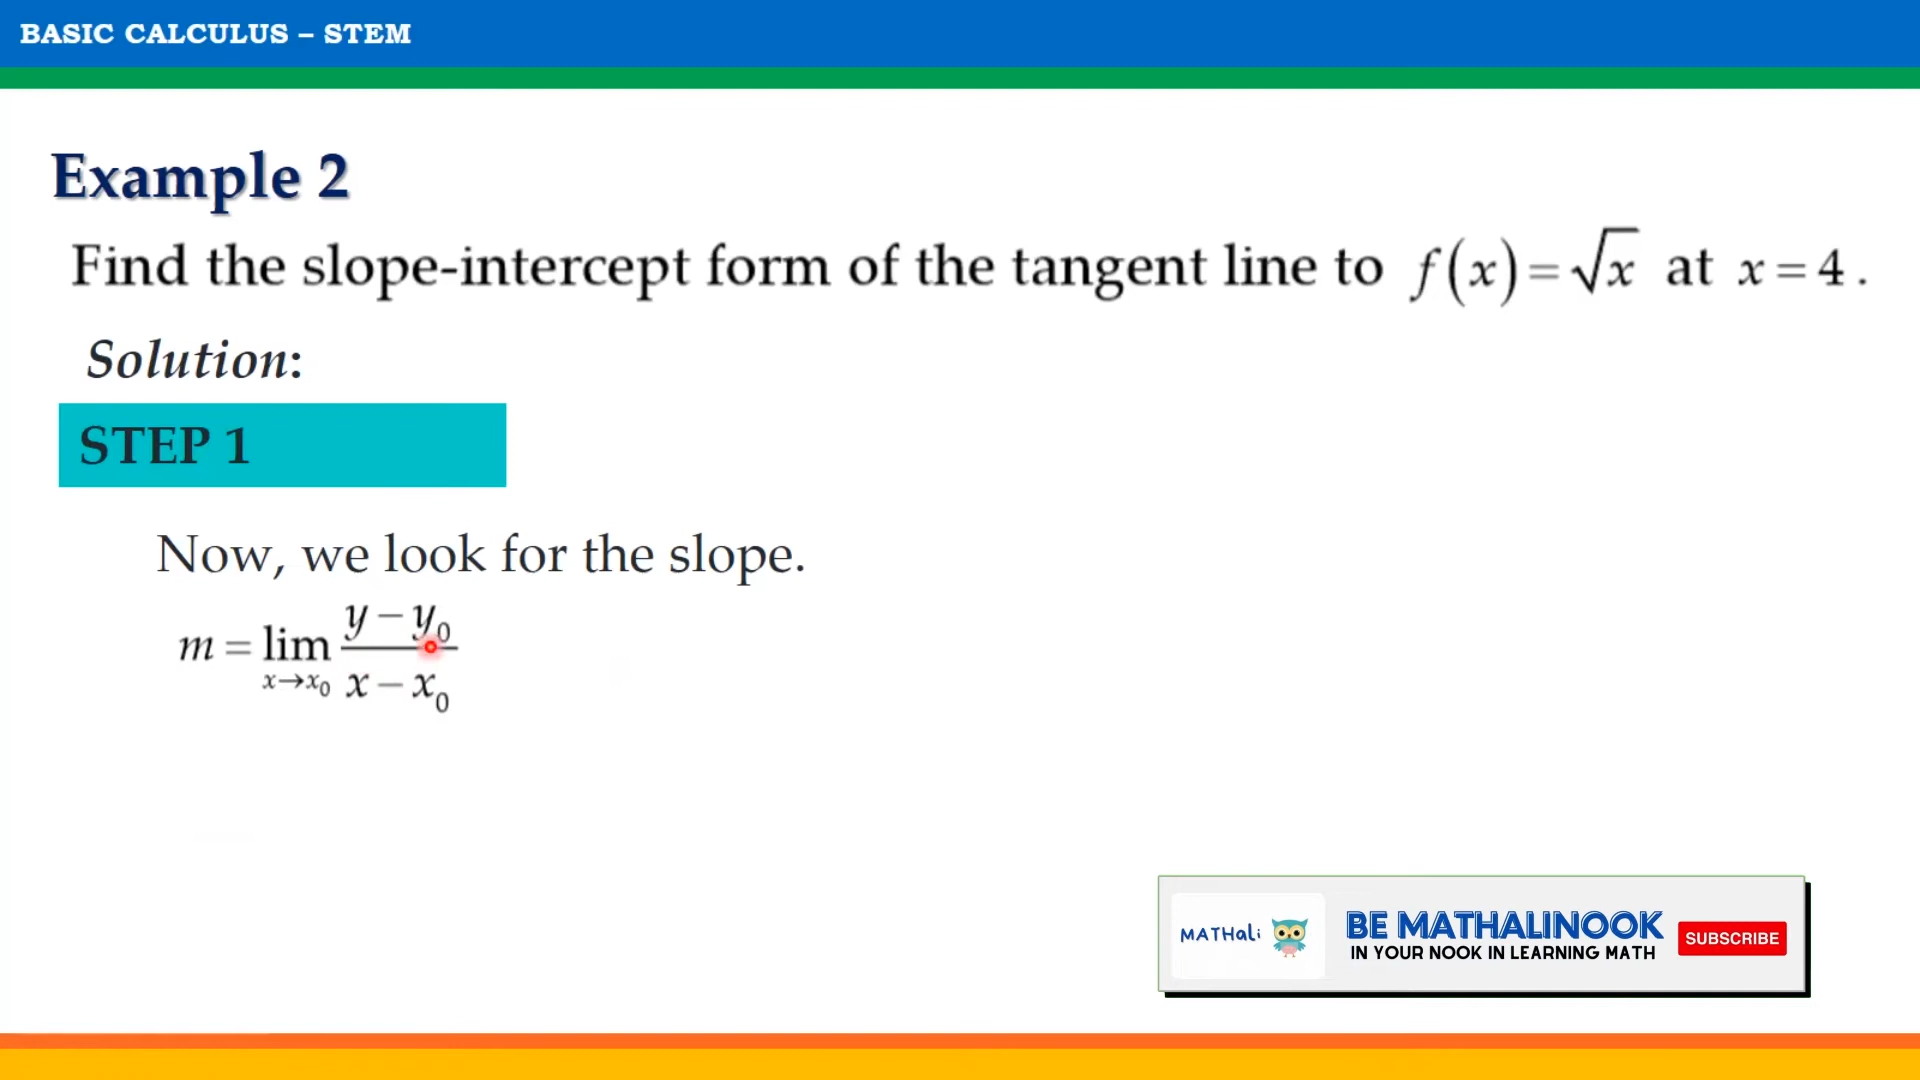 BASIC CALCULUS – STEM
Example 2
Find the slope-intercept form of the tangent line to f(x)=√x at x=4.
Solution:
STEP 1
Now, we look for the slope.
m = lim x→x₀ (y − y₀)/(x − x₀)
MATHali
BE MATHALINOOK
IN YOUR NOOK IN LEARNING MATH
SUBSCRIBE